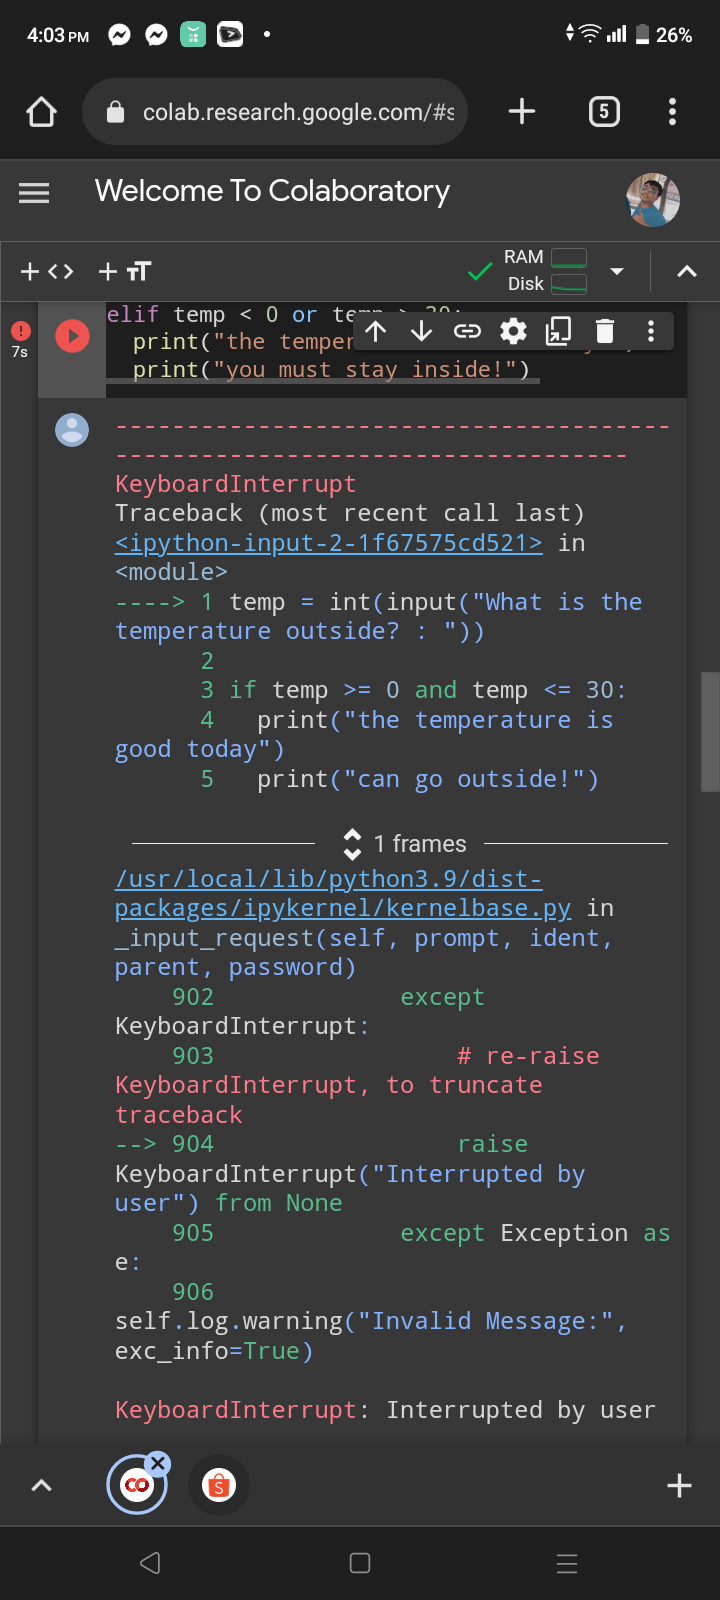 4:03 PM
26%
colab.research.google.com/#s
5
Welcome To Colaboratory
RAM
Disk
elif temp < 0 or temp > 30:
7s
print("the temper
print("you must stay inside!")
---------------------------------------
------------------------------------
KeyboardInterrupt
Traceback (most recent call last)
<ipython-input-2-1f67575cd521> in
<module>
----> 1 temp = int(input("What is the
temperature outside? : "))
2
3 if temp >= 0 and temp <= 30:
4   print("the temperature is
good today")
5   print("can go outside!")
1 frames
/usr/local/lib/python3.9/dist-
packages/ipykernel/kernelbase.py in
_input_request(self, prompt, ident,
parent, password)
902             except
KeyboardInterrupt:
903                 # re-raise
KeyboardInterrupt, to truncate
traceback
--> 904                 raise
KeyboardInterrupt("Interrupted by
user") from None
905             except Exception as
e:
906
self.log.warning("Invalid Message:",
exc_info=True)
KeyboardInterrupt: Interrupted by user